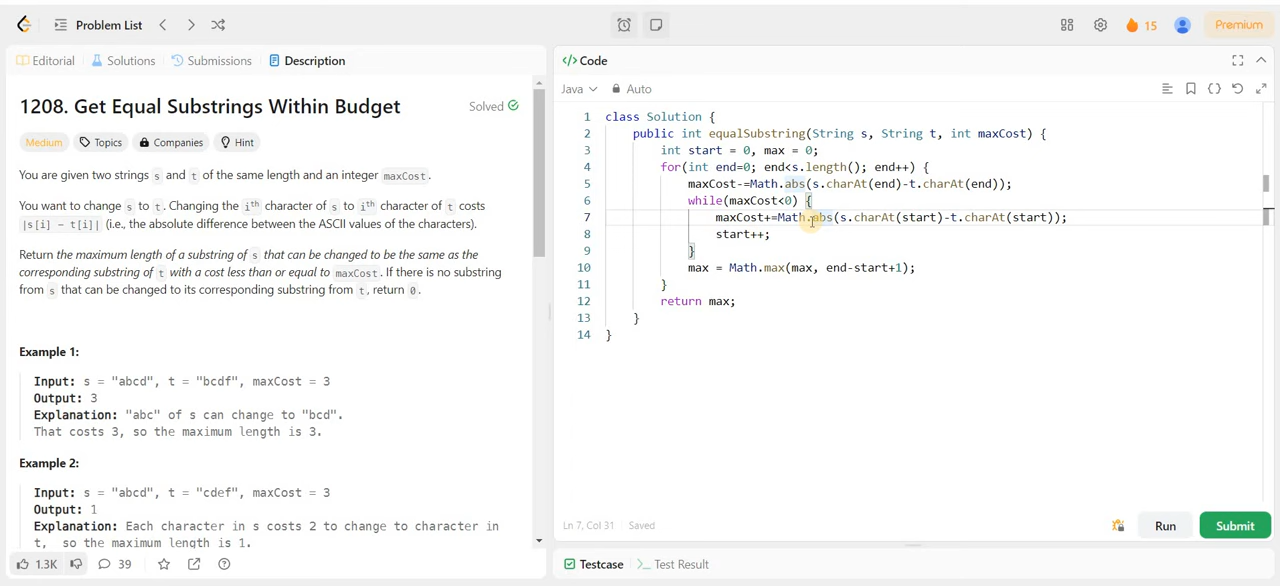 Problem List
15
Premium
Editorial Solutions Submissions Description
1208. Get Equal Substrings Within Budget
Solved
Medium Topics Companies Hint
You are given two strings s and t of the same length and an integer maxCost.
You want to change s to t. Changing the ith character of s to ith character of t costs
|s[i] - t[i]| (i.e., the absolute difference between the ASCII values of the characters).
Return the maximum length of a substring of s that can be changed to be the same as the
corresponding substring of t with a cost less than or equal to maxCost. If there is no substring
from s that can be changed to its corresponding substring from t, return 0.
Example 1:
Input: s = "abcd", t = "bcdf", maxCost = 3
Output: 3
Explanation: "abc" of s can change to "bcd".
That costs 3, so the maximum length is 3.
Example 2:
Input: s = "abcd", t = "cdef", maxCost = 3
Output: 1
Explanation: Each character in s costs 2 to change to character in
t, so the maximum length is 1.
1.3K 39
</> Code
Java Auto
1 class Solution {
2 public int equalSubstring(String s, String t, int maxCost) {
3 int start = 0, max = 0;
4 for(int end=0; end<s.length(); end++) {
5 maxCost-=Math.abs(s.charAt(end)-t.charAt(end));
6 while(maxCost<0) {
7 maxCost+=Math.abs(s.charAt(start)-t.charAt(start));
8 start++;
9 }
10 max = Math.max(max, end-start+1);
11 }
12 return max;
13 }
14 }
Ln 7, Col 31 Saved
Run Submit
Testcase >_ Test Result